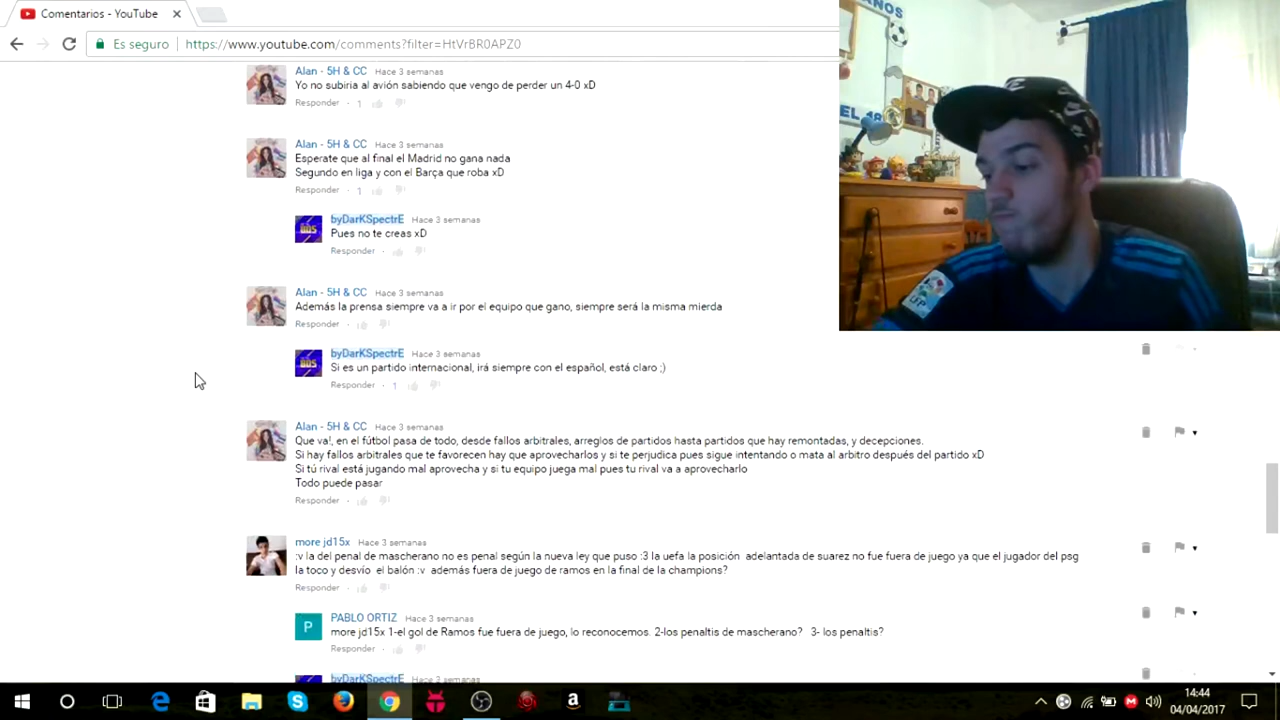 Comentarios - YouTube
Es seguro
https://www.youtube.com/comments?filter=HtVrBR0APZ0
ANOS
EL 18
Alan - 5H & CC Hace 3 semanas
Yo no subiria al avión sabiendo que vengo de perder un 4-0 xD
Responder · 1
Alan - 5H & CC Hace 3 semanas
Esperate que al final el Madrid no gana nada
Segundo en liga y con el Barça que roba xD
Responder · 1
BDS
byDarKSpectrE Hace 3 semanas
Pues no te creas xD
Responder ·
Alan - 5H & CC Hace 3 semanas
Además la prensa siempre va a ir por el equipo que gano, siempre será la misma mierda
Responder ·
BDS
byDarKSpectrE Hace 3 semanas
Si es un partido internacional, irá siempre con el español, está claro ;)
Responder · 1
Alan - 5H & CC Hace 3 semanas
Que va!, en el fútbol pasa de todo, desde fallos arbitrales, arreglos de partidos hasta partidos que hay remontadas, y decepciones.
Si hay fallos arbitrales que te favorecen hay que aprovecharlos y si te perjudica pues sigue intentando o mata al arbitro después del partido xD
Si tú rival está jugando mal aprovecha y si tu equipo juega mal pues tu rival va a aprovecharlo
Todo puede pasar
Responder ·
more jd15x Hace 3 semanas
:v la del penal de mascherano no es penal según la nueva ley que puso :3 la uefa la posición adelantada de suarez no fue fuera de juego ya que el jugador del psg
la toco y desvío el balón :v además fuera de juego de ramos en la final de la champions?
Responder ·
P
PABLO ORTIZ Hace 3 semanas
more jd15x 1-el gol de Ramos fue fuera de juego, lo reconocemos. 2-los penaltis de mascherano? 3- los penaltis?
Responder ·
byDarKSpectrE Hace 3 semanas
14:44
04/04/2017